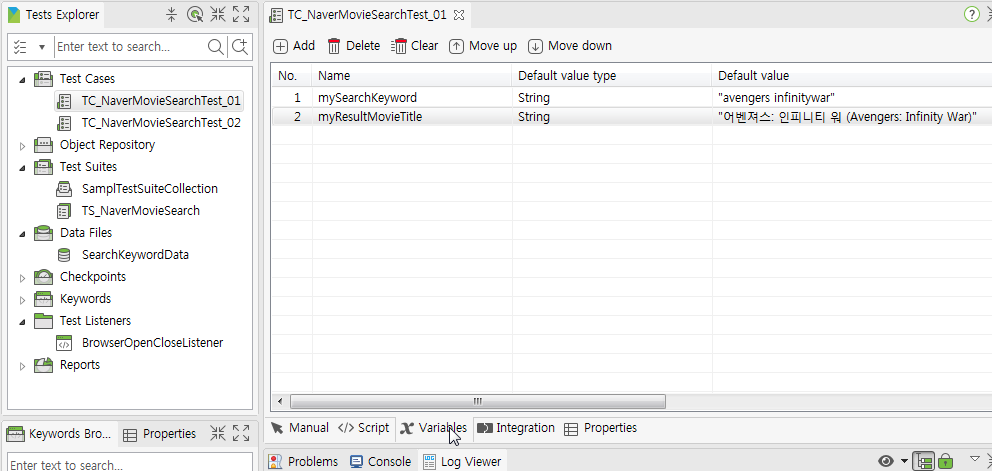 Tests Explorer
Enter text to search...
Test Cases
TC_NaverMovieSearchTest_01
TC_NaverMovieSearchTest_02
Object Repository
Test Suites
SamplTestSuiteCollection
TS_NaverMovieSearch
Data Files
SearchKeywordData
Checkpoints
Keywords
Test Listeners
BrowserOpenCloseListener
Reports
Keywords Bro... Properties
Enter text to search...
TC_NaverMovieSearchTest_01
Add Delete Clear Move up Move down
No. Name Default value type Default value
1 mySearchKeyword String "avengers infinitywar"
2 myResultMovieTitle String "어벤져스: 인피니티 워 (Avengers: Infinity War)"
Manual Script Variables Integration Properties
Problems Console Log Viewer